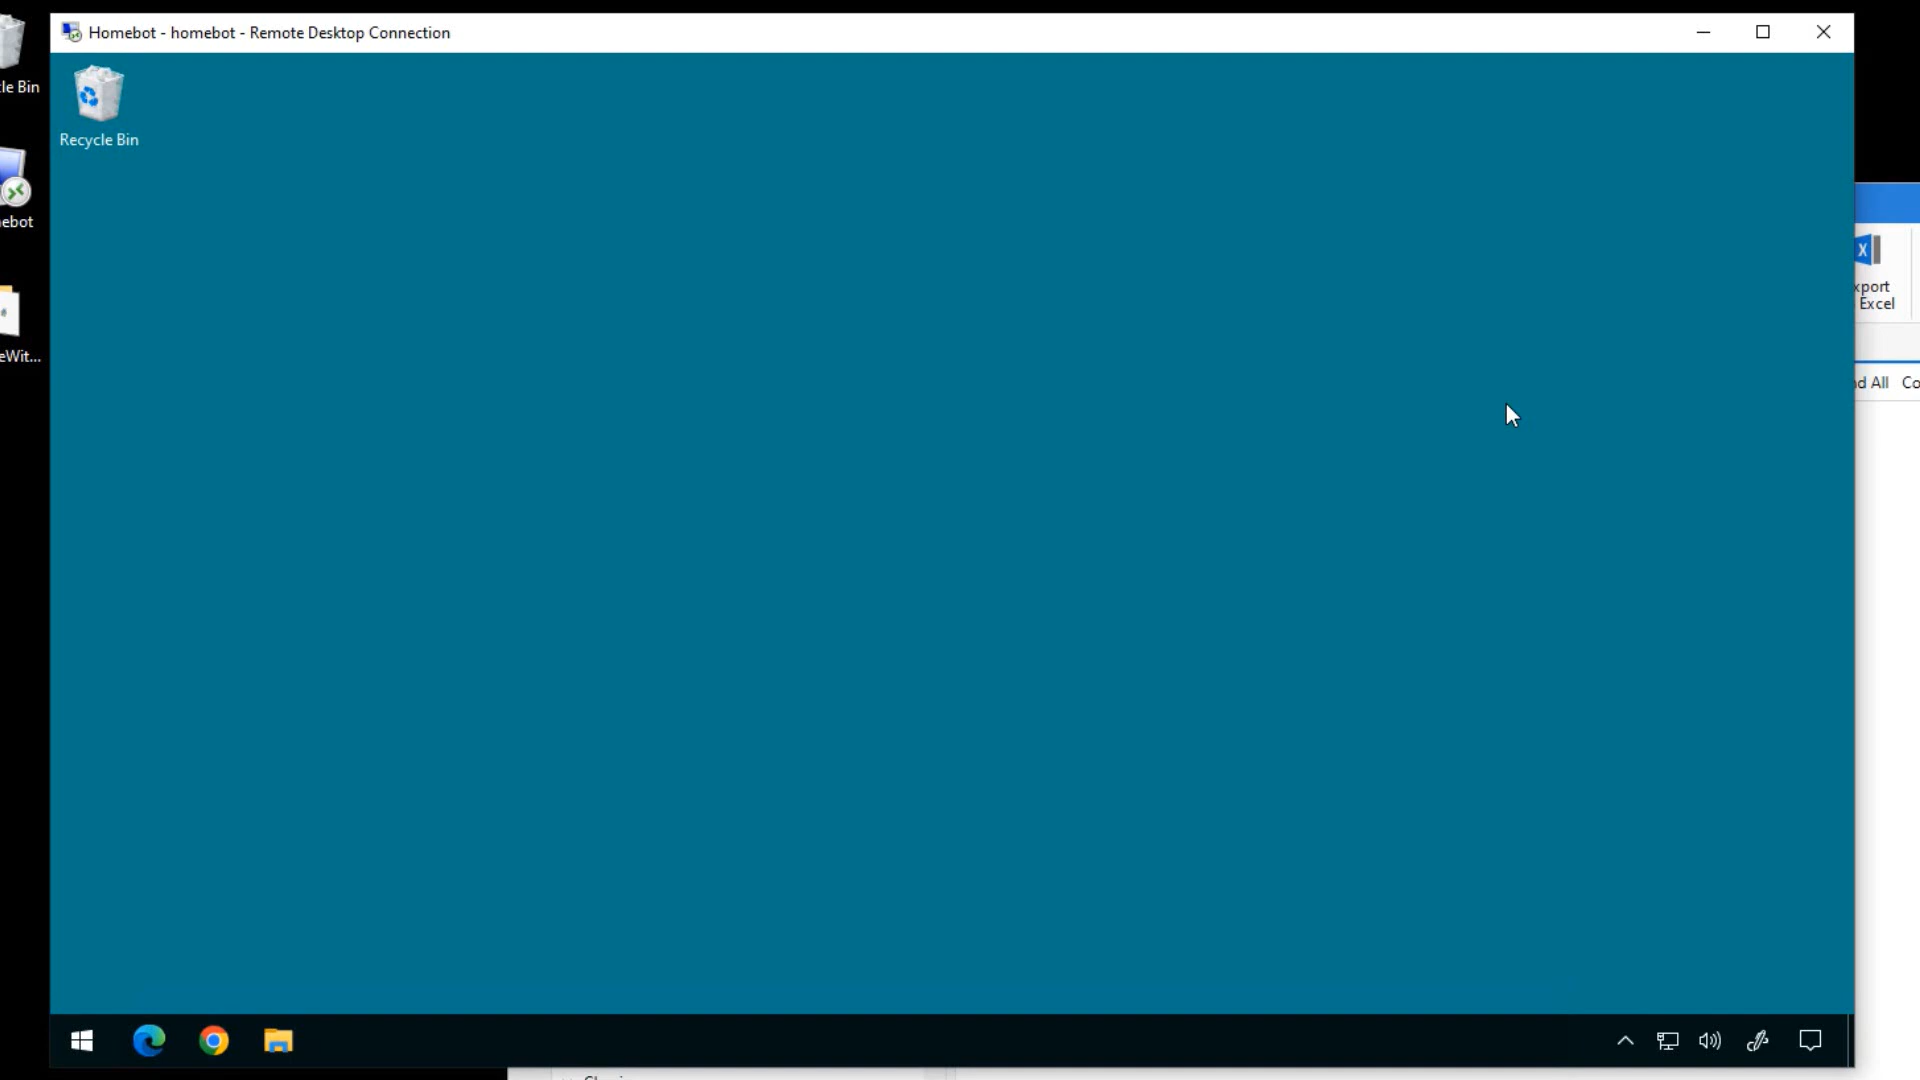 Homebot - homebot - Remote Desktop Connection
Recycle Bin
le Bin
ebot
eWit...
xport
Excel
d All Co